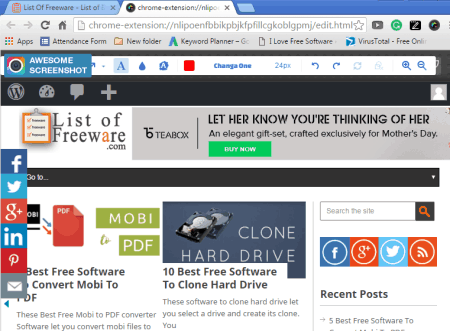 List Of Freeware – List of F
chrome-extension://nlipoenfbbikpbjkfpfillcgkoblgpmj/edit.html
Apps
Attendance Form
New folder
Keyword Planner – Go
I Love Free Software
VirusTotal - Free On
AWESOME
SCREENSHOT
A
A
Changa One
24px
List of
Freeware
.com
TEABOX
LET HER KNOW YOU'RE THINKING OF HER
An elegant gift-set, crafted exclusively for Mother's Day.
BUY NOW
Go to...
MOBI
PDF
MOBI
to
PDF
CLONE
HARD DRIVE
Search the site
Best Free Software
To Convert Mobi To
PDF
These Best Free Mobi to PDF converter
Software let you convert mobi files to
10 Best Free Software
To Clone Hard Drive
These software to clone hard drive let
you select a drive and create its clone.
You
Recent Posts
5 Best Free Software To
Convert Mobi To PDF